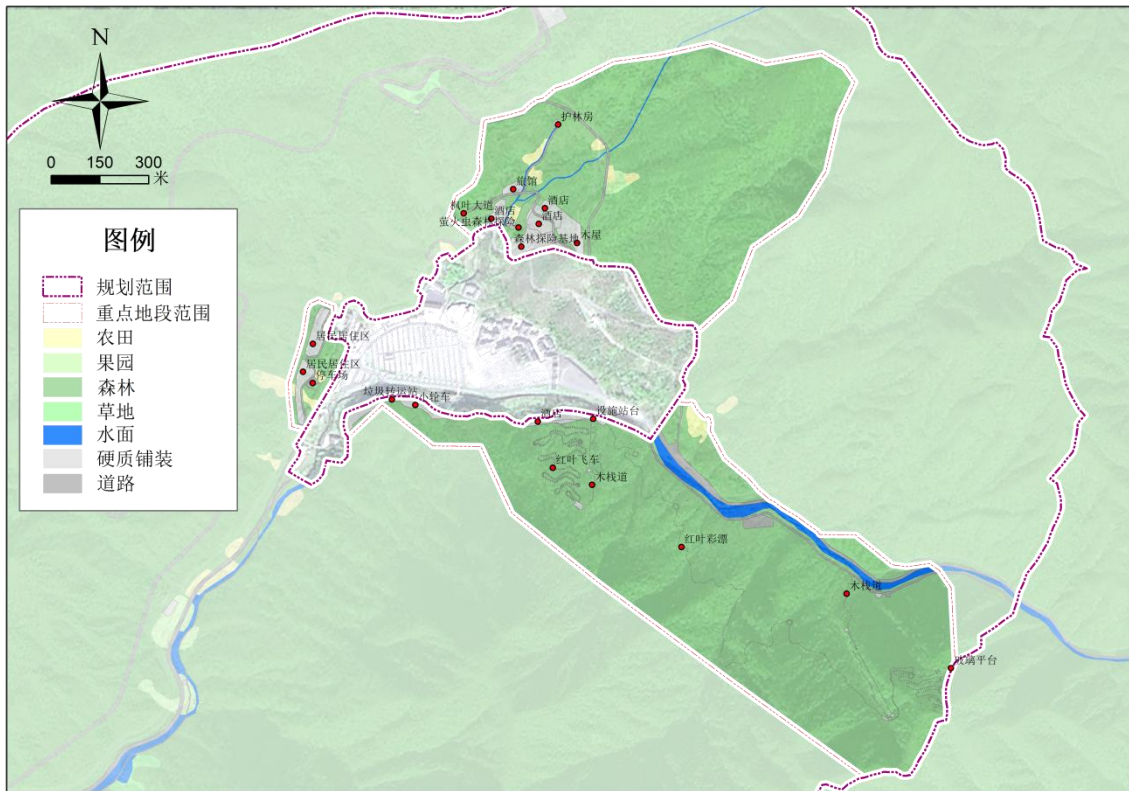 N
0 150 300
米
图例
规划范围
重点地段范围
农田
果园
森林
草地
水面
硬质铺装
道路
护林房
旅馆
枫叶大道
酒店
酒店
酒店
萤火虫森林探险
森林探险基地
木屋
居民居住区
居民居住区
停车场
垃圾转运站
小轮车
酒店
设施站台
红叶飞车
木栈道
红叶彩漂
木栈道
玻璃平台